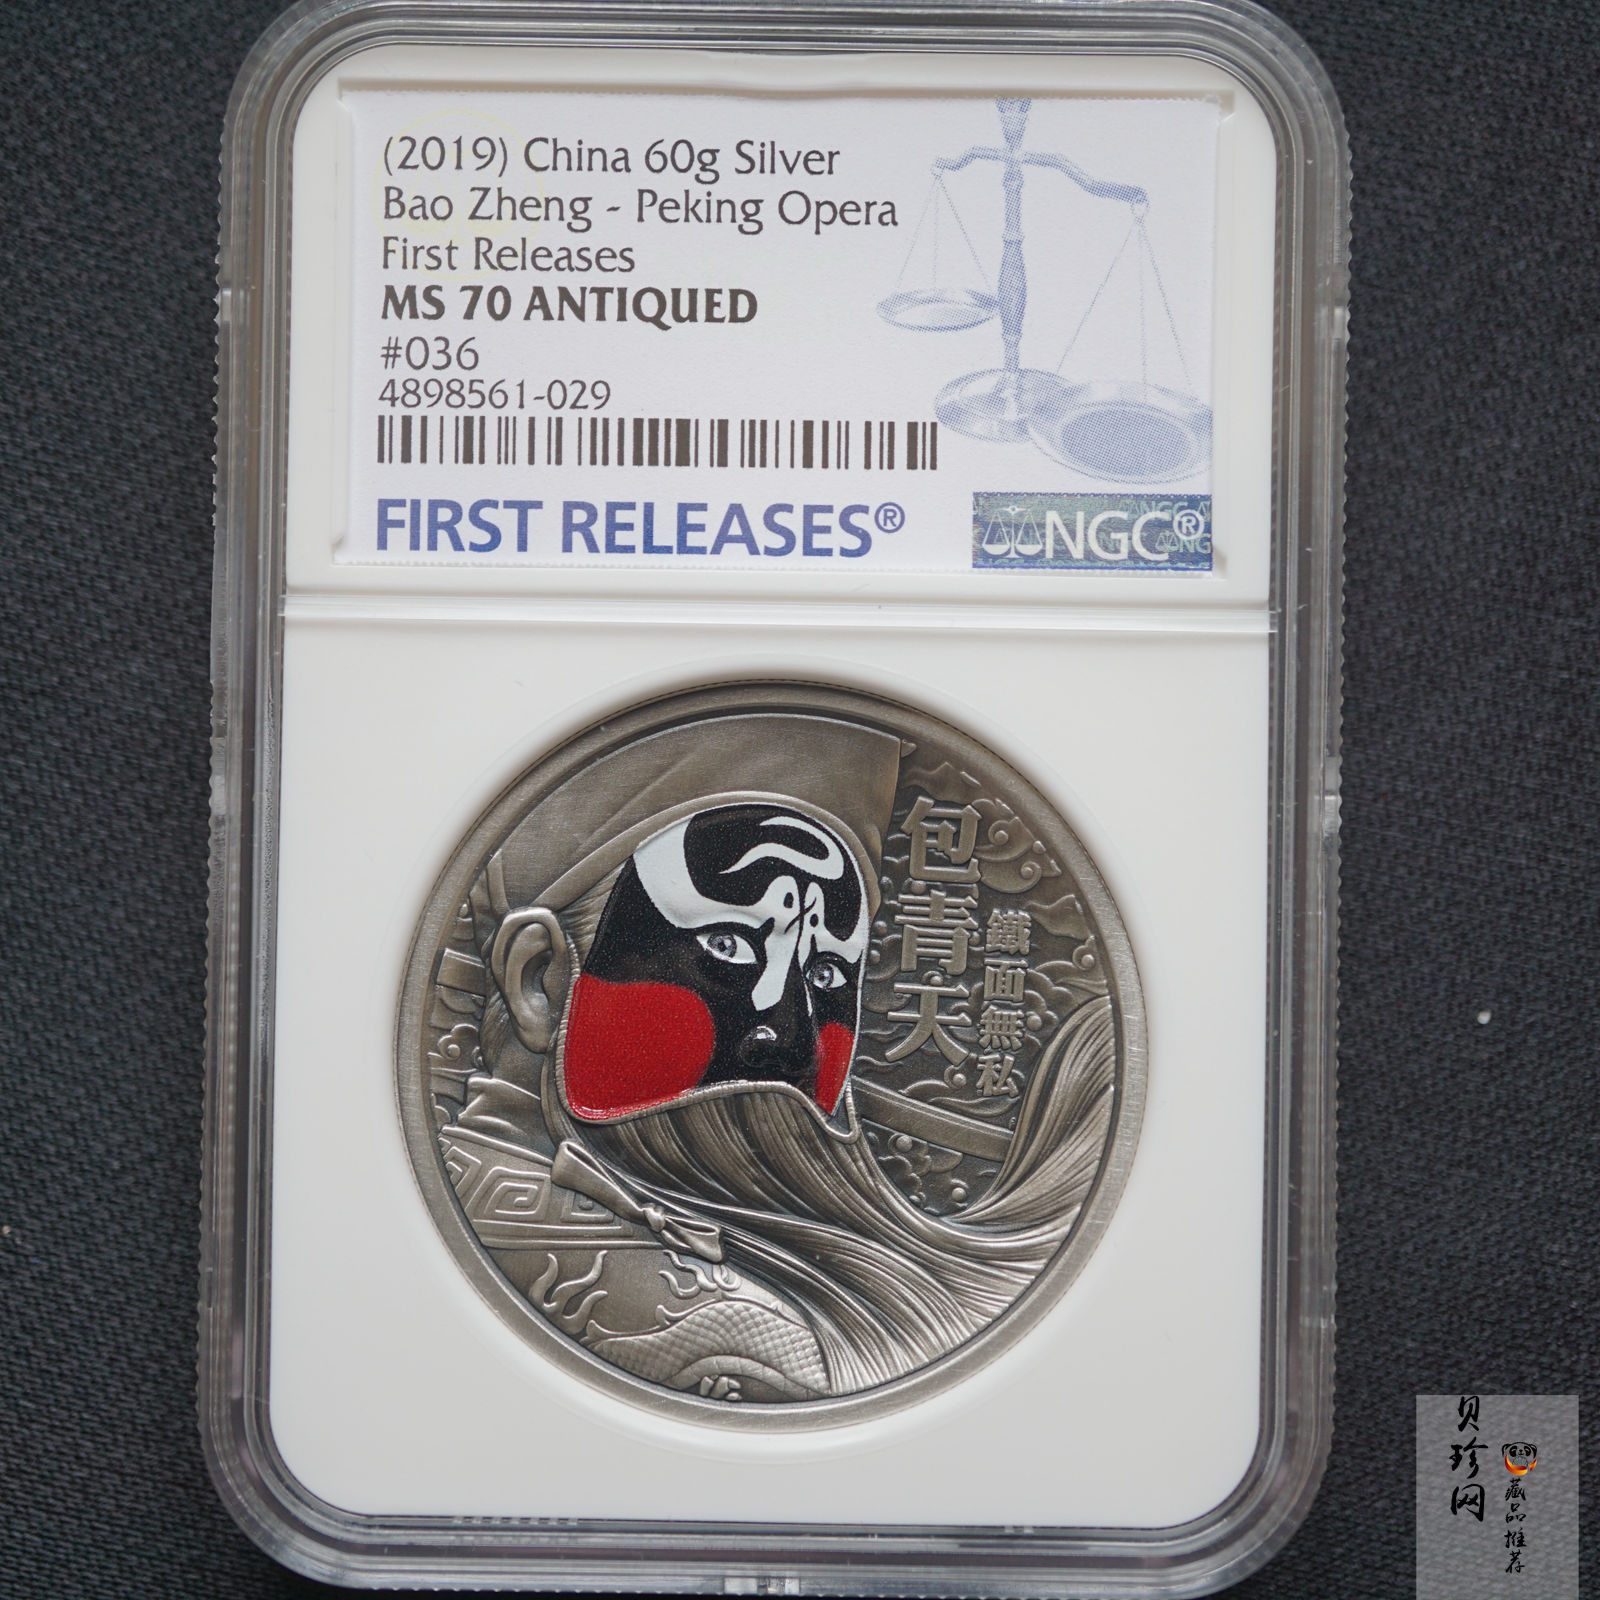 (2019) China 60g Silver
Bao Zheng - Peking Opera
First Releases
MS 70 ANTIQUED
#036
4898561-029
FIRST RELEASES®
NGC®
包青天
鐵面無私
贝珍网
藏品推荐